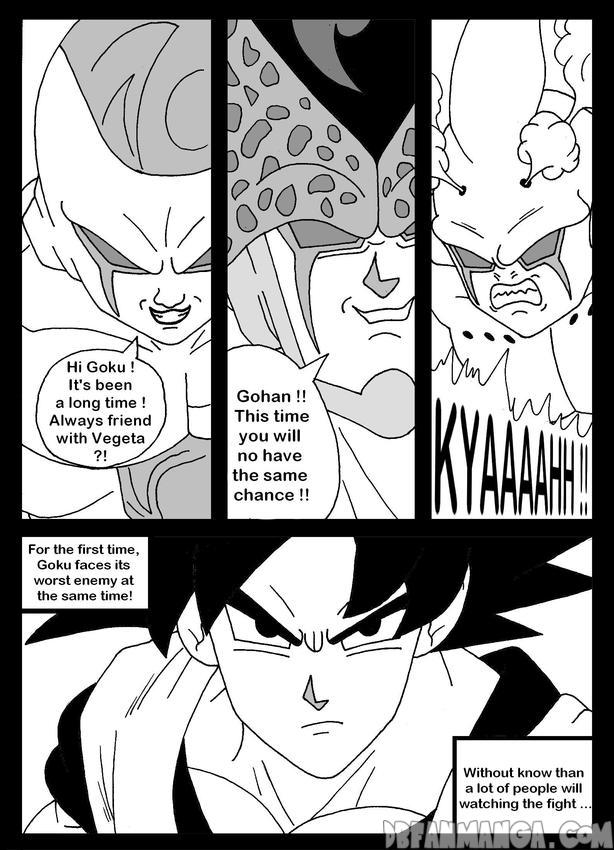 Hi Goku !
It's been
a long time !
Always friend
with Vegeta
?!
Gohan !!
This time
you will
no have
the same
chance !!
KYAAAAHH !!
For the first time,
Goku faces its
worst enemy at
the same time!
Without know than
a lot of people will
watching the fight ...
DBFANMANGA.COM